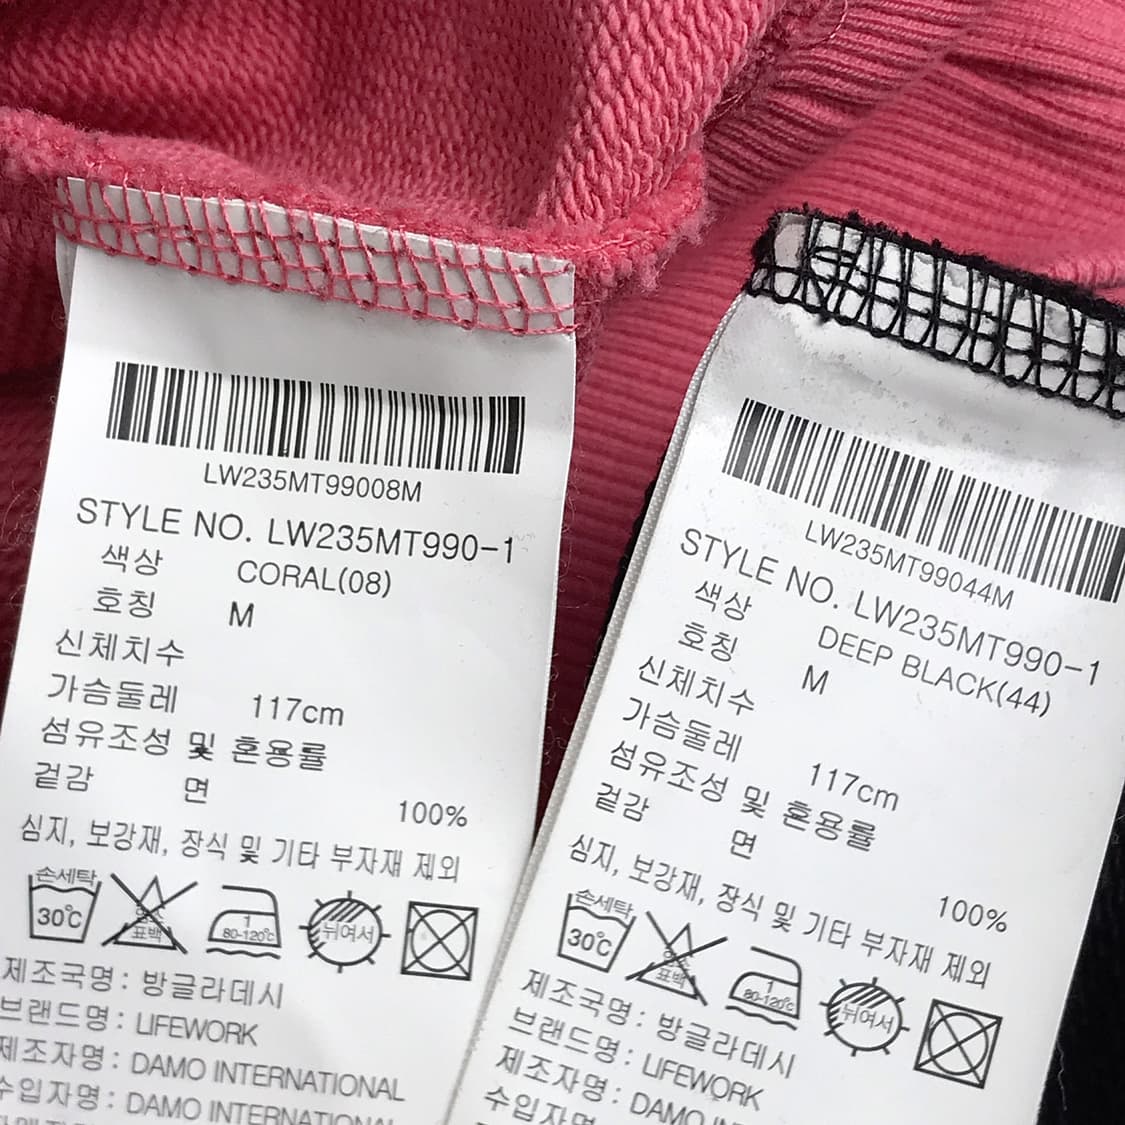 LW235MT99008M
STYLE NO. LW235MT990-1
색상 CORAL(08)
호칭 M
신체치수
가슴둘레 117cm
섬유조성 및 혼용률
겉감 면 100%
심지, 보강재, 장식 및 기타 부자재 제외
손세탁
30℃
표백
1
80-120℃
뉘여서
제조국명: 방글라데시
브랜드명: LIFEWORK
제조자명: DAMO INTERNATIONAL
수입자명: DAMO INTERNATIONAL
LW235MT99044M
STYLE NO. LW235MT990-1
색상 DEEP BLACK(44)
호칭 M
신체치수
가슴둘레 117cm
섬유조성 및 혼용률
겉감 면 100%
심지, 보강재, 장식 및 기타 부자재 제외
손세탁
30℃
표백
1
80-120℃
뉘여서
제조국명: 방글라데시
브랜드명: LIFEWORK
제조자명: DAMO
수입자명: